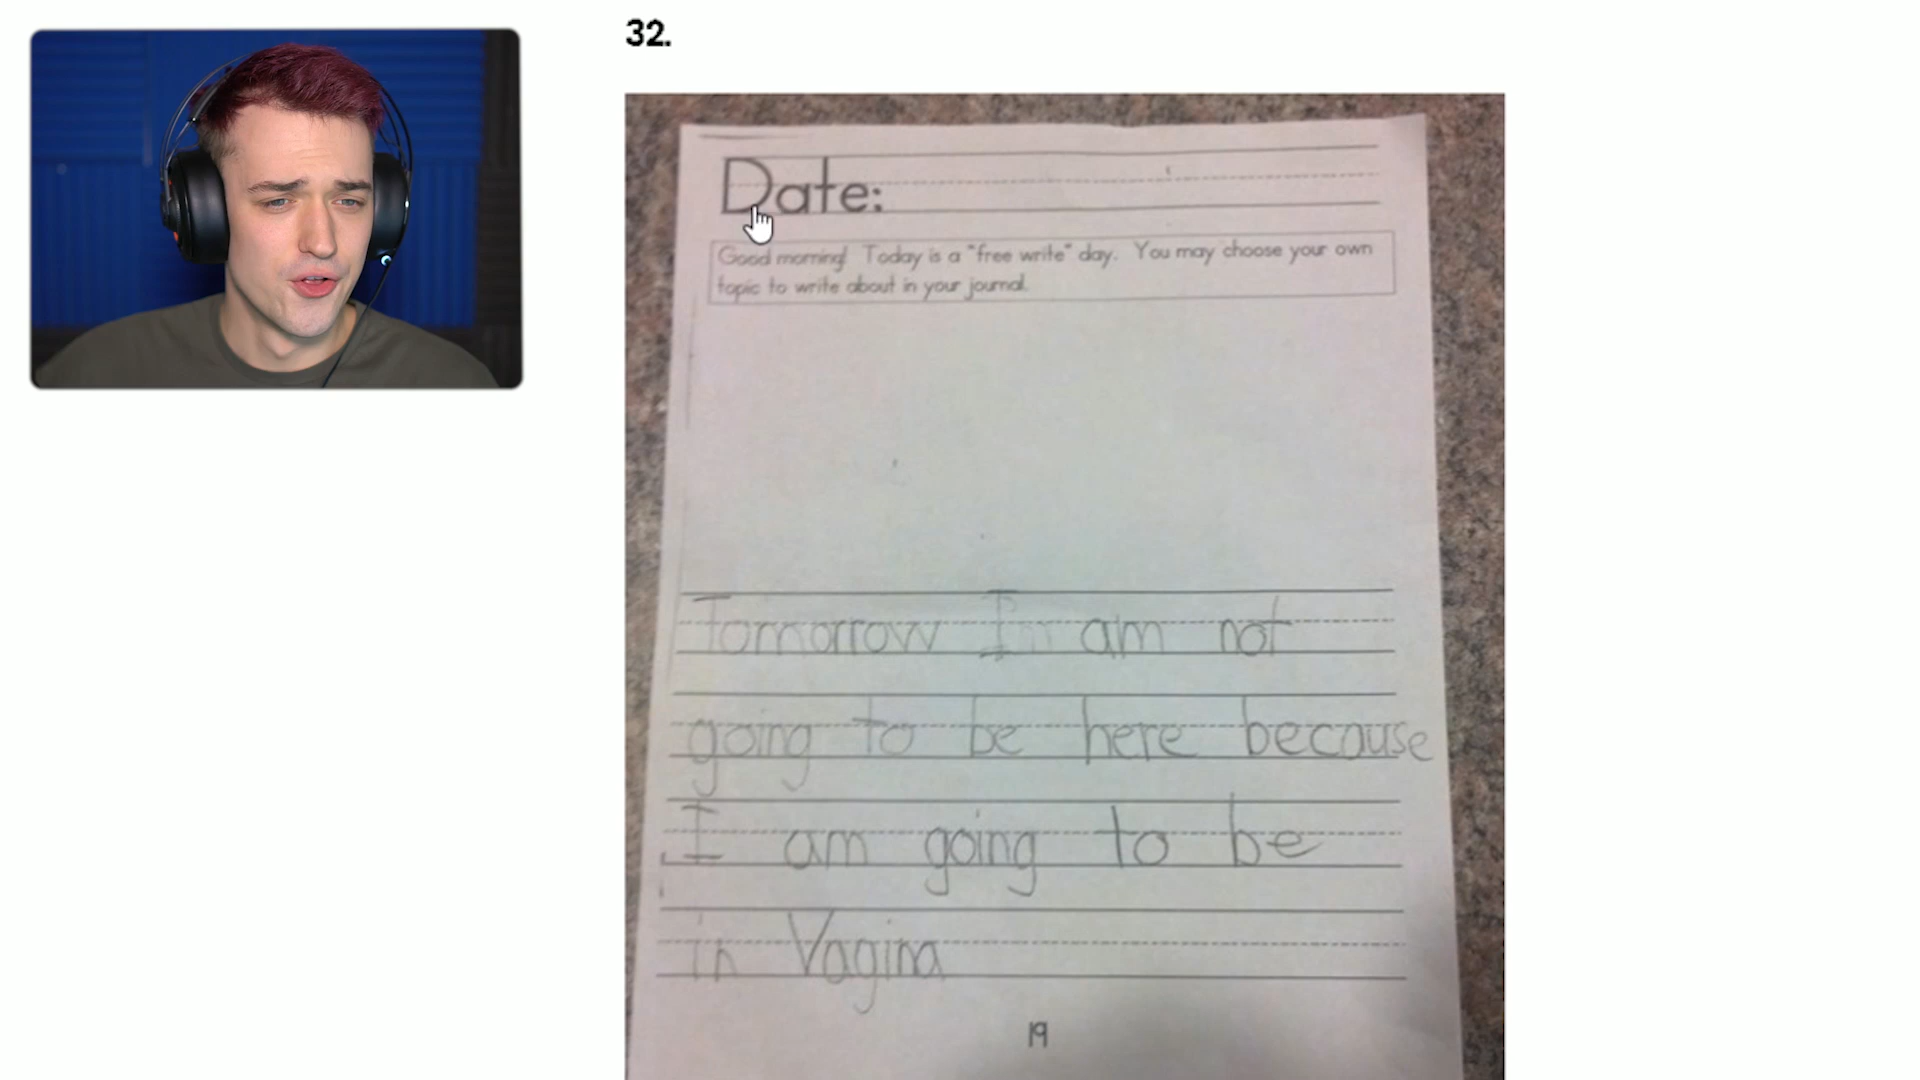 32.
Date:
Good morning! Today is a "free write" day. You may choose your own
topic to write about in your journal.
Tomorrow I am not
going to be here because
I am going to be
in Vagina
19